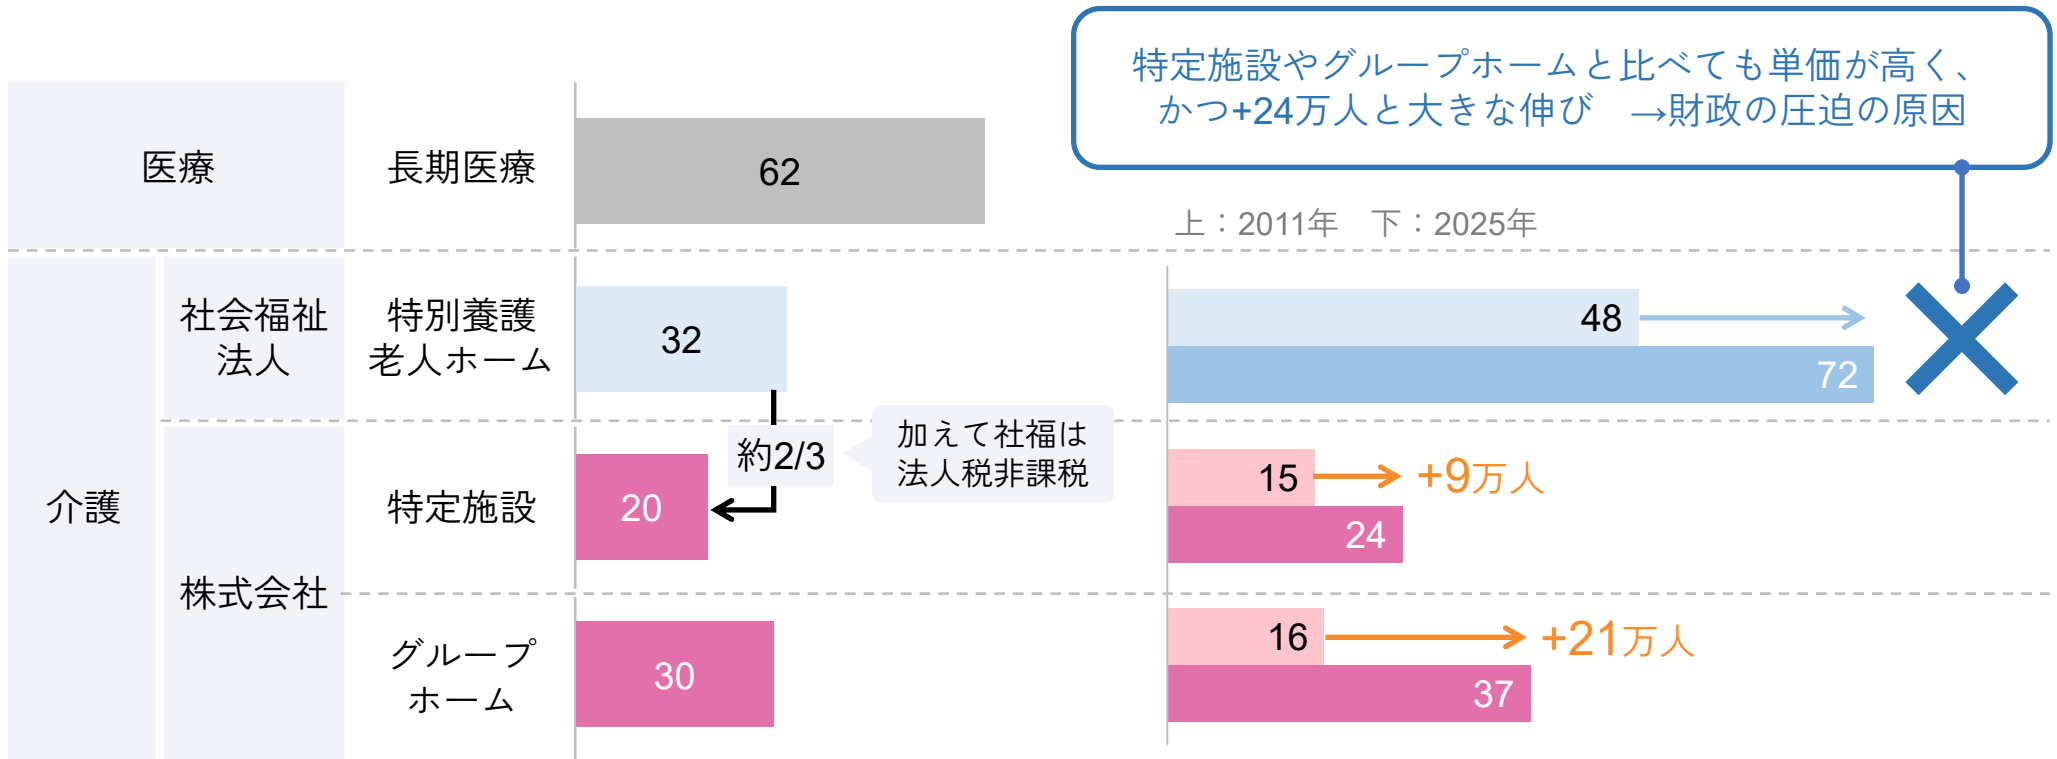 特定施設やグループホームと比べても単価が高く、
かつ+24万人と大きな伸び　→財政の圧迫の原因
医療
長期医療
62
上：2011年　下：2025年
介護
社会福祉
法人
特別養護
老人ホーム
32
48
72
約2/3
加えて社福は
法人税非課税
株式会社
特定施設
20
15
+9万人
24
グループ
ホーム
30
16
+21万人
37